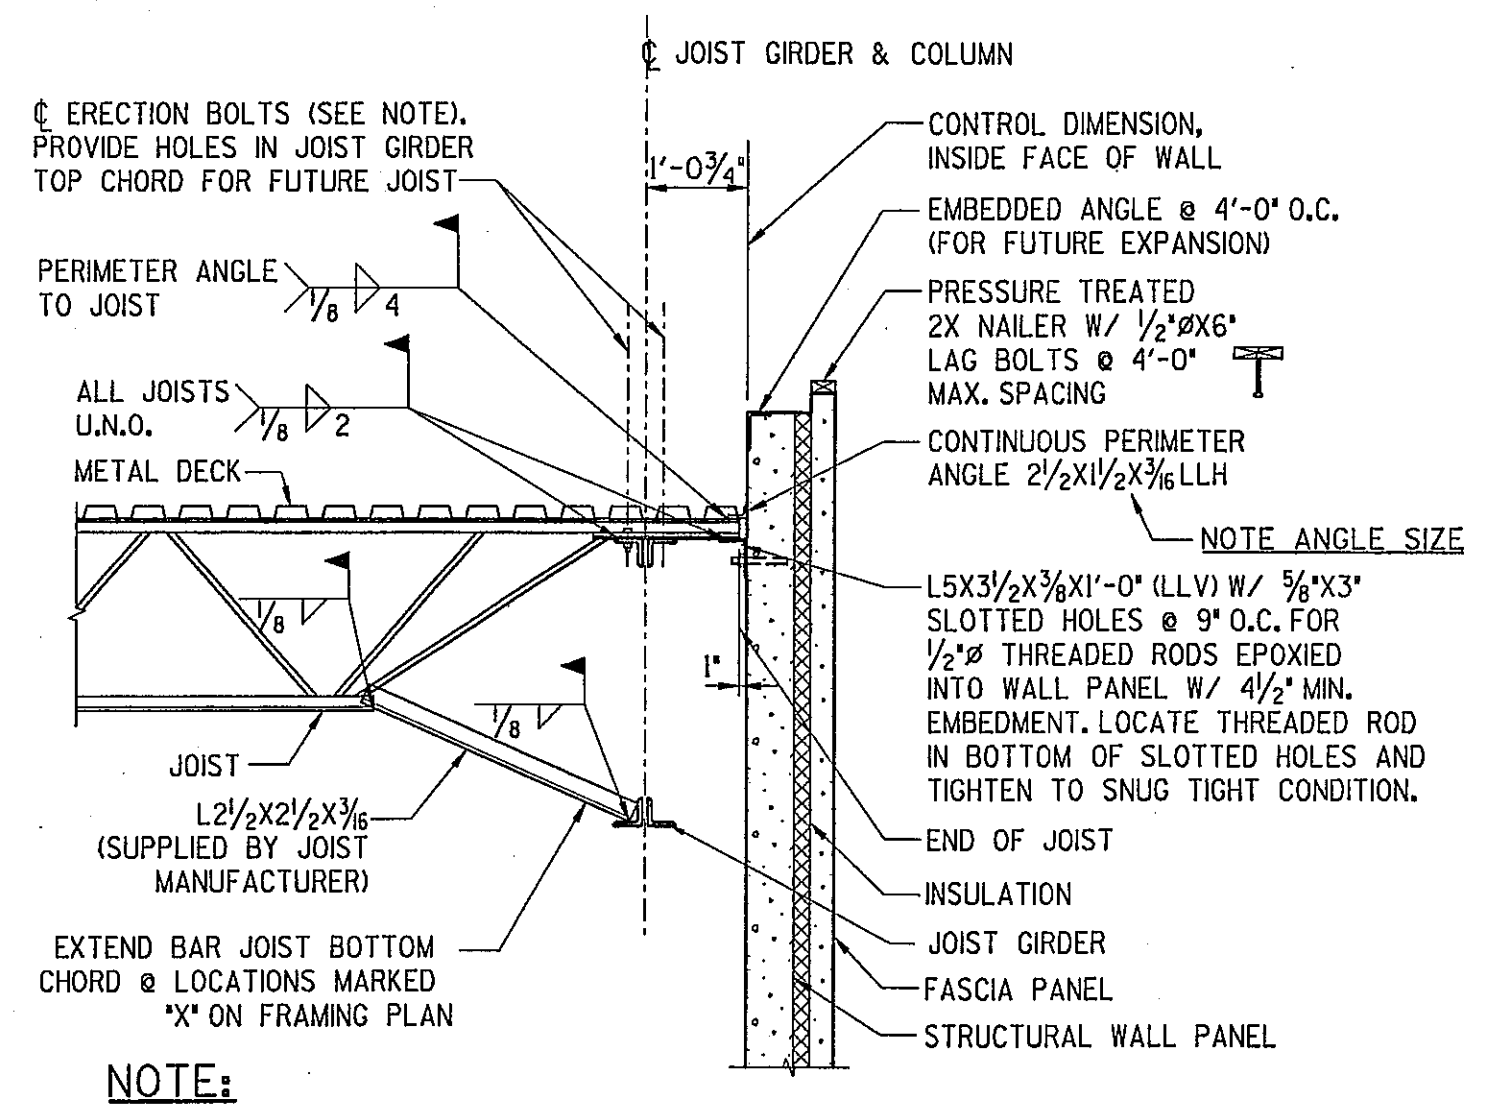 ℄ JOIST GIRDER & COLUMN
℄ ERECTION BOLTS (SEE NOTE).
PROVIDE HOLES IN JOIST GIRDER
TOP CHORD FOR FUTURE JOIST
1'-0¾"
CONTROL DIMENSION,
INSIDE FACE OF WALL
EMBEDDED ANGLE @ 4'-0" O.C.
(FOR FUTURE EXPANSION)
PERIMETER ANGLE
TO JOIST
1/8 4
PRESSURE TREATED
2X NAILER W/ 1/2"ØX6"
LAG BOLTS @ 4'-0"
MAX. SPACING
ALL JOISTS
U.N.O.
1/8 2
METAL DECK
CONTINUOUS PERIMETER
ANGLE 2½X1½X3/16 LLH
NOTE ANGLE SIZE
1/8
1/8
1"
L5X3½X3/8X1'-0" (LLV) W/ 5/8"X3"
SLOTTED HOLES @ 9" O.C. FOR
1/2"Ø THREADED RODS EPOXIED
INTO WALL PANEL W/ 4½" MIN.
EMBEDMENT. LOCATE THREADED ROD
IN BOTTOM OF SLOTTED HOLES AND
TIGHTEN TO SNUG TIGHT CONDITION.
JOIST
L2½X2½X3/16
(SUPPLIED BY JOIST
MANUFACTURER)
END OF JOIST
INSULATION
EXTEND BAR JOIST BOTTOM
CHORD @ LOCATIONS MARKED
"X" ON FRAMING PLAN
JOIST GIRDER
FASCIA PANEL
STRUCTURAL WALL PANEL
NOTE: